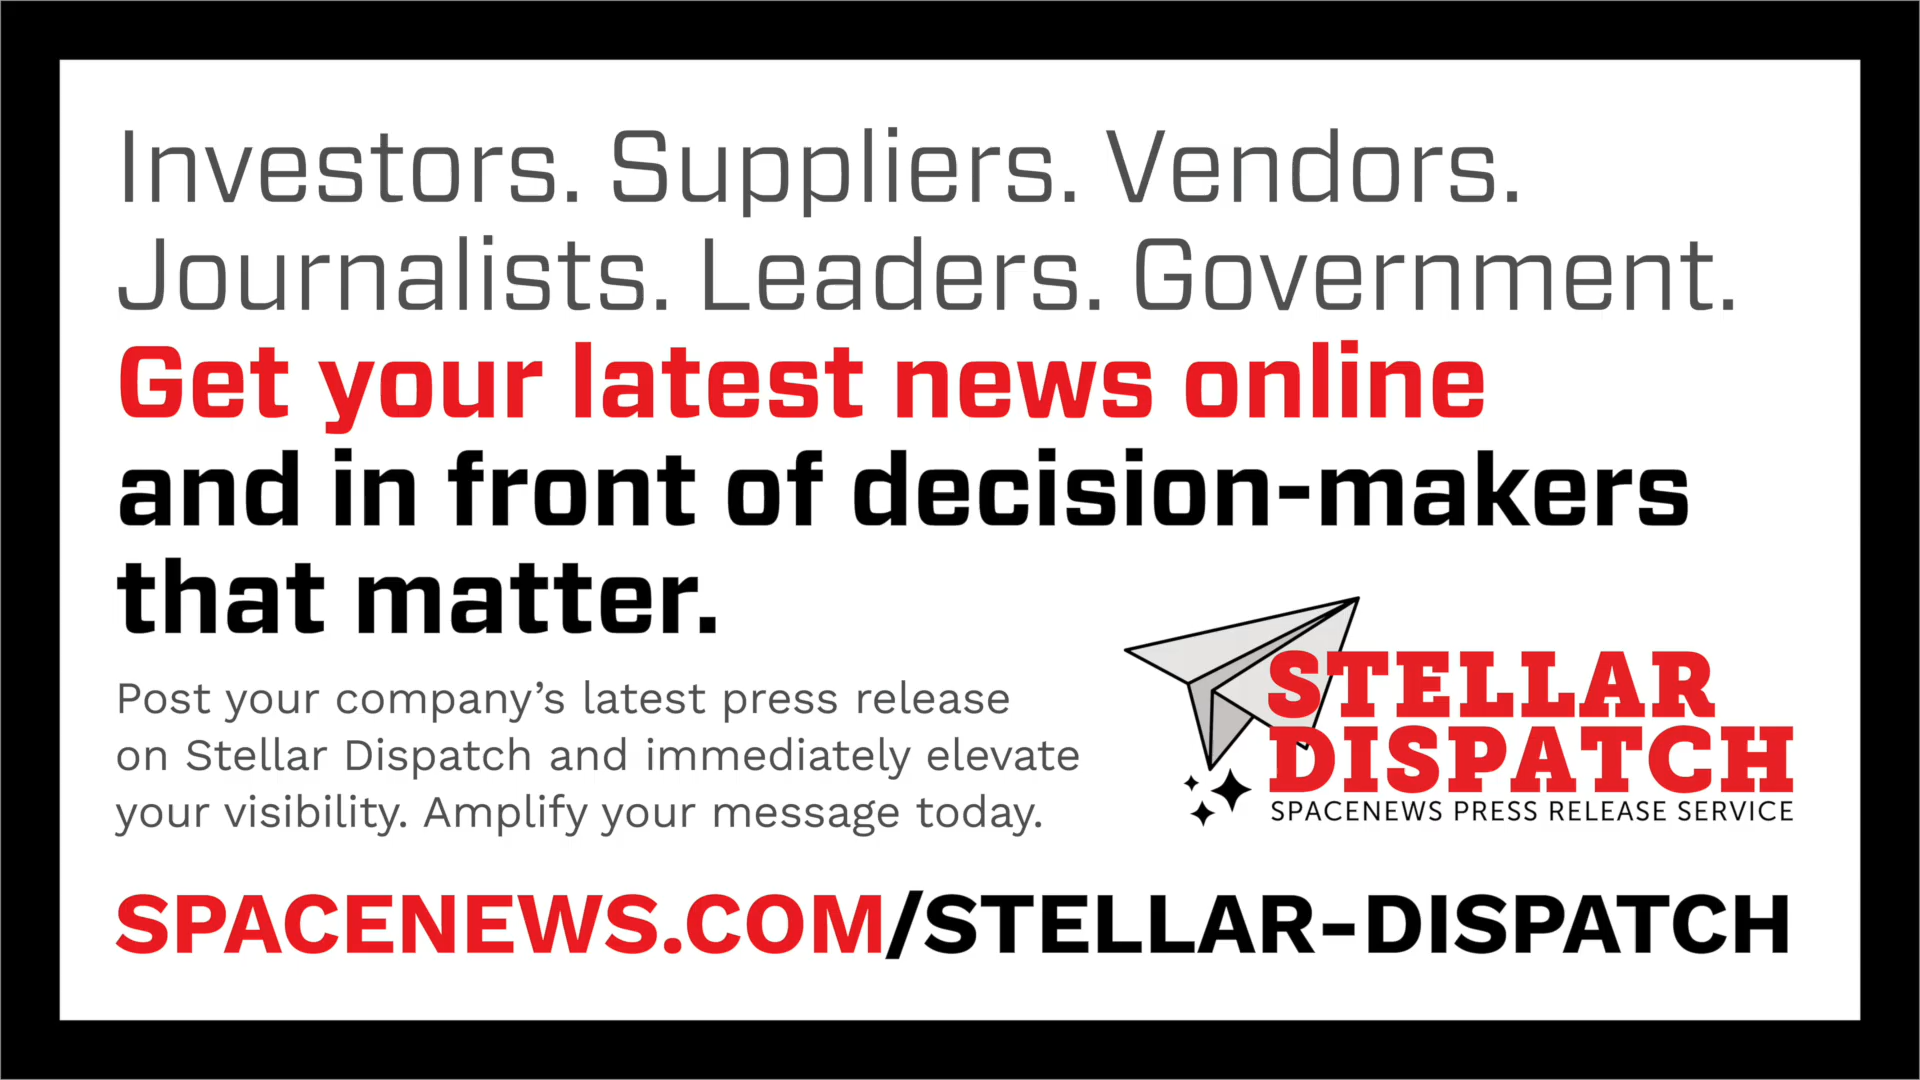 Investors. Suppliers. Vendors.
Journalists. Leaders. Government.
Get your latest news online
and in front of decision-makers
that matter.
Post your company’s latest press release
on Stellar Dispatch and immediately elevate
your visibility. Amplify your message today.
STELLAR
DISPATCH
SPACENEWS PRESS RELEASE SERVICE
SPACENEWS.COM/STELLAR-DISPATCH